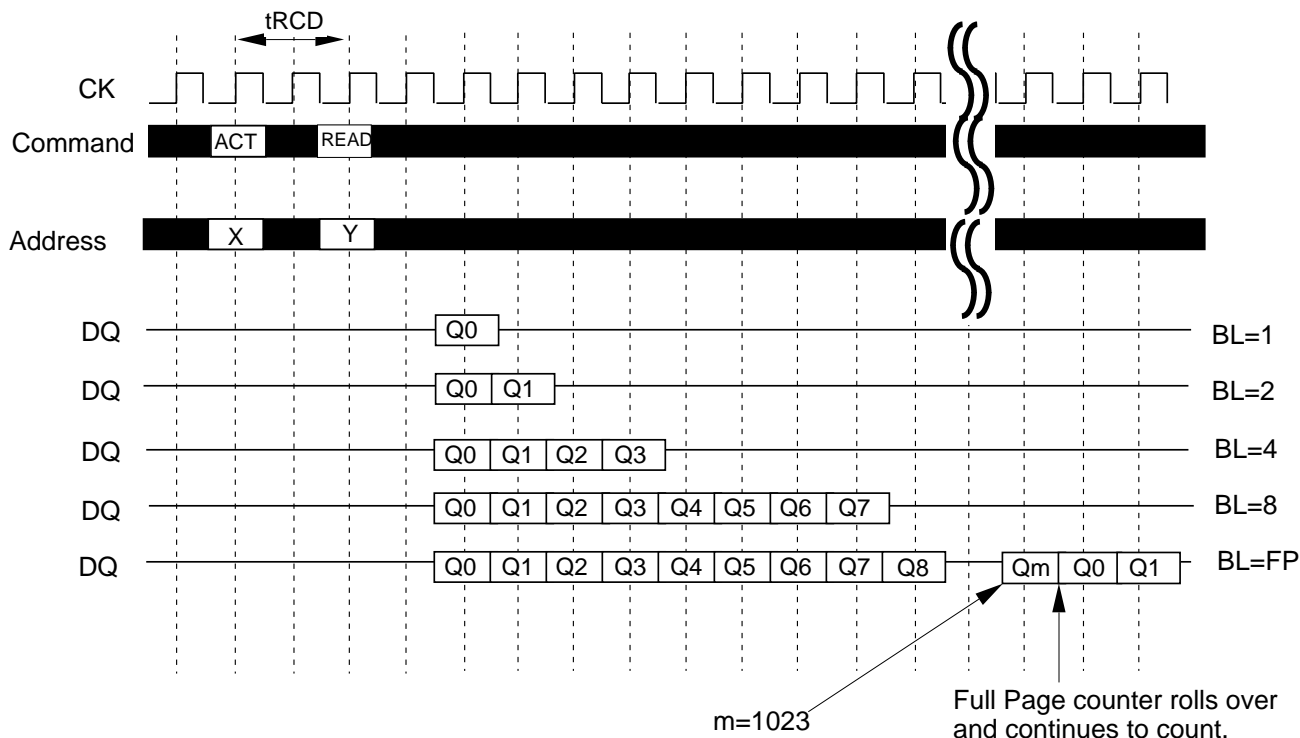 tRCD
CK
Command ACT READ
Address X Y
DQ Q0 BL=1
DQ Q0 Q1 BL=2
DQ Q0 Q1 Q2 Q3 BL=4
DQ Q0 Q1 Q2 Q3 Q4 Q5 Q6 Q7 BL=8
DQ Q0 Q1 Q2 Q3 Q4 Q5 Q6 Q7 Q8 Qm Q0 Q1 BL=FP
m=1023
Full Page counter rolls over
and continues to count.